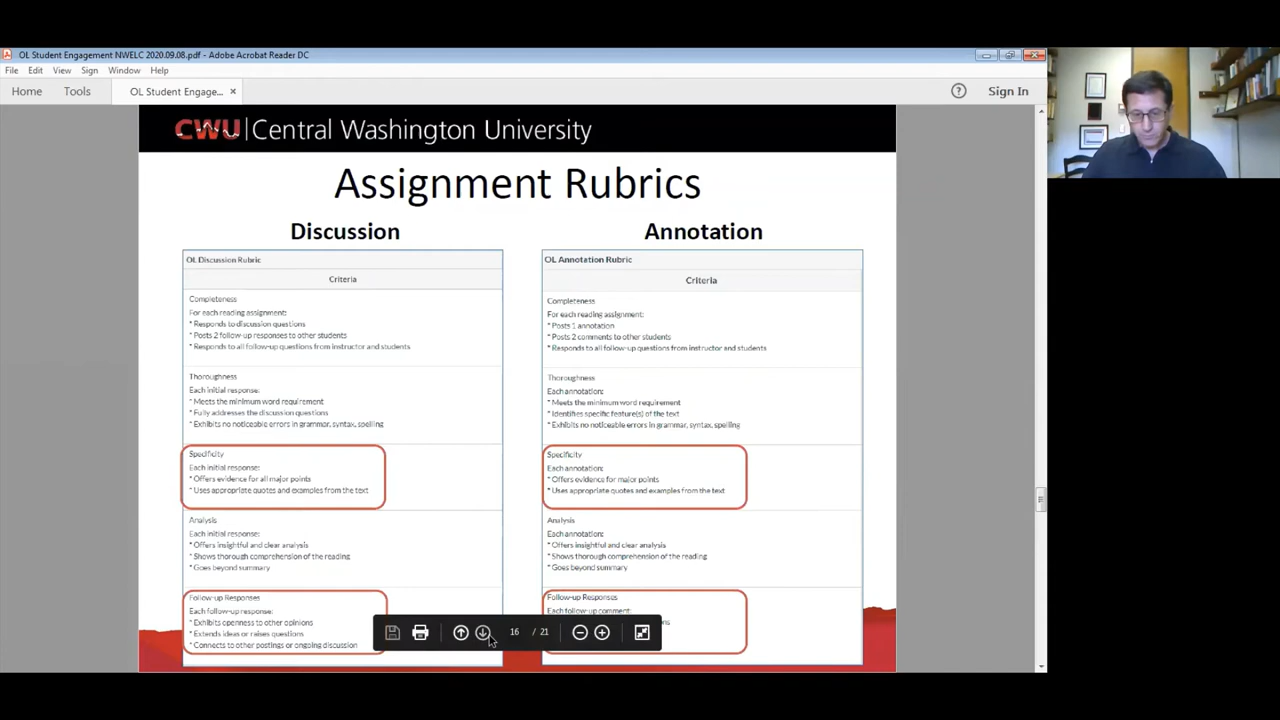 OL Student Engagement NWELC 2020.09.08.pdf - Adobe Acrobat Reader DC
File Edit View Sign Window Help
Home Tools OL Student Engage... × ? Sign In
CWU | Central Washington University
Assignment Rubrics
Discussion
OL Discussion Rubric
Criteria
Completeness
For each reading assignment:
* Responds to discussion questions
* Posts 2 follow-up responses to other students
* Responds to all follow-up questions from instructor and students
Thoroughness
Each initial response:
* Meets the minimum word requirement
* Fully addresses the discussion questions
* Exhibits no noticeable errors in grammar, syntax, spelling
Specificity
Each initial response:
* Offers evidence for all major points
* Uses appropriate quotes and examples from the text
Analysis
Each initial response:
* Offers insightful and clear analysis
* Shows thorough comprehension of the reading
* Goes beyond summary
Follow-up Responses
Each follow-up response:
* Exhibits openness to other opinions
* Extends ideas or raises questions
* Connects to other postings or ongoing discussion
Annotation
OL Annotation Rubric
Criteria
Completeness
For each reading assignment:
* Posts 1 annotation
* Posts 2 comments to other students
* Responds to all follow-up questions from instructor and students
Thoroughness
Each annotation:
* Meets the minimum word requirement
* Identifies specific feature(s) of the text
* Exhibits no noticeable errors in grammar, syntax, spelling
Specificity
Each annotation:
* Offers evidence for major points
* Uses appropriate quotes and examples from the text
Analysis
Each annotation:
* Offers insightful and clear analysis
* Shows thorough comprehension of the reading
* Goes beyond summary
Follow-up Responses
Each follow-up comment:
16 / 21